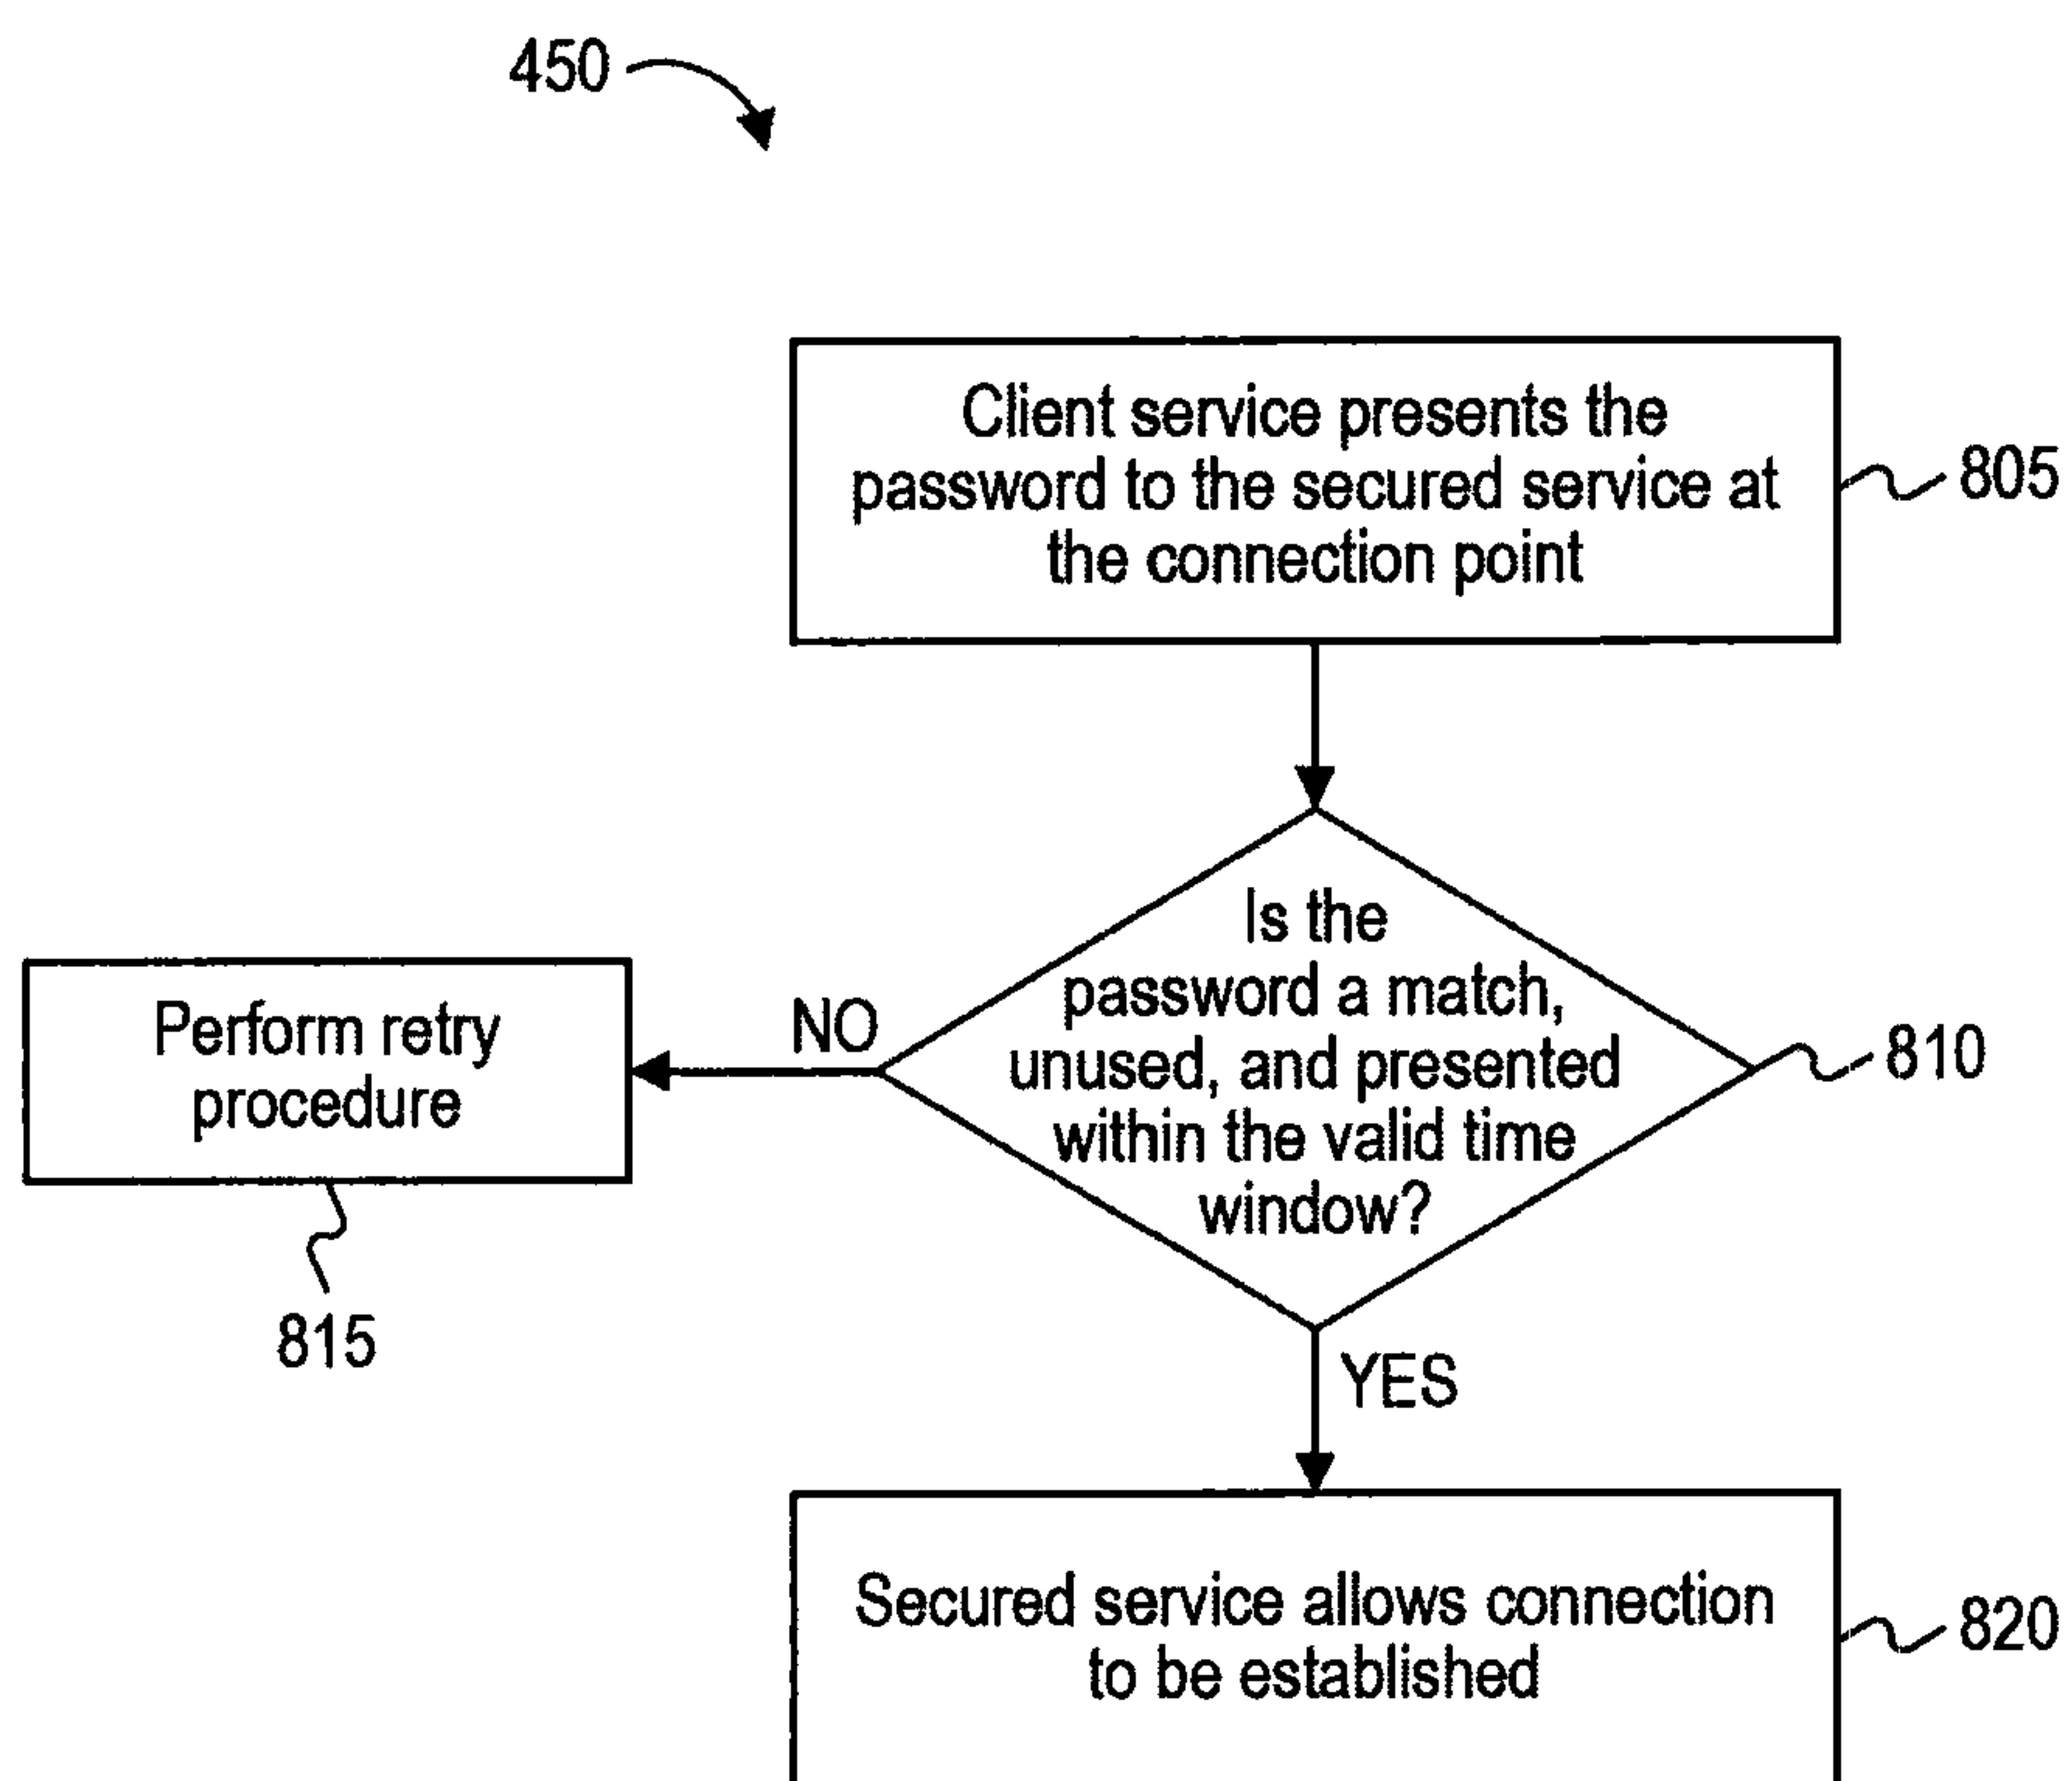 450
Client service presents the
password to the secured service at
the connection point
805
Is the
password a match,
unused, and presented
within the valid time
window?
810
NO
Perform retry
procedure
815
YES
Secured service allows connection
to be established
820